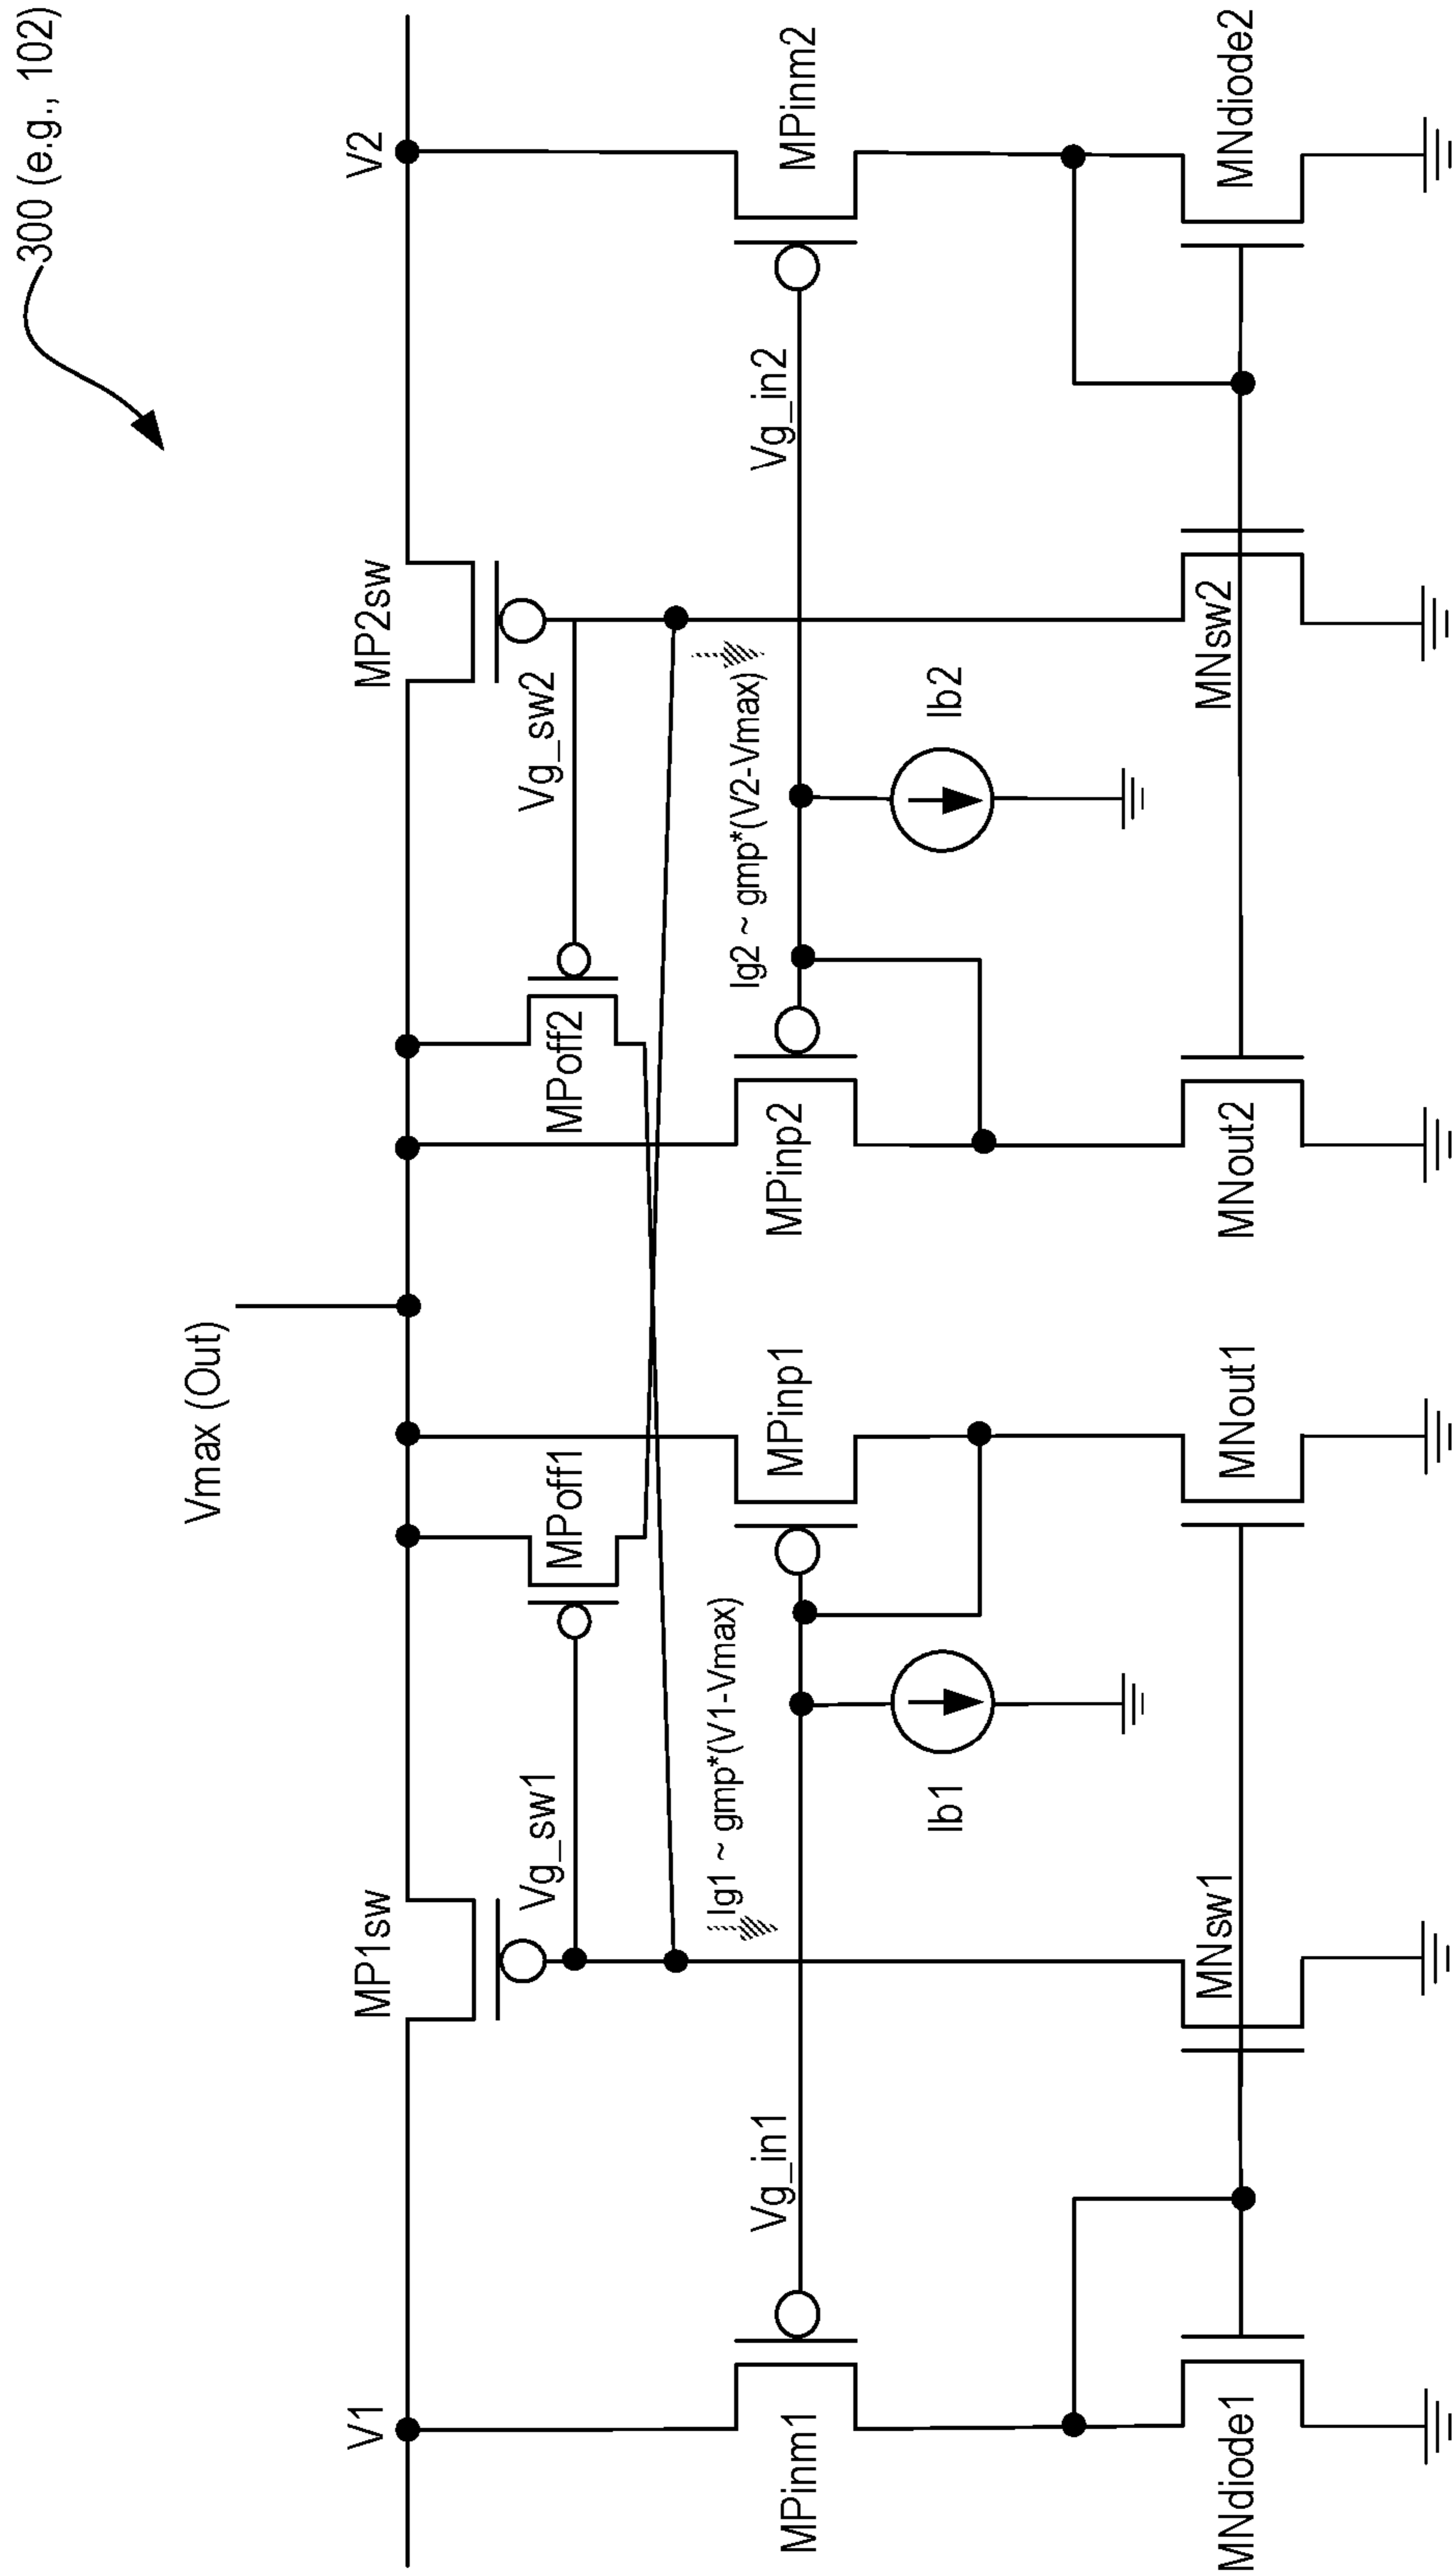 300 (e.g., 102)
Vmax (Out)
V1
MP1sw
MP2sw
V2
Vg_sw1
MPoff1
MPoff2
Vg_sw2
Ig1 ~ gmp*(V1-Vmax)
Ig2 ~ gmp*(V2-Vmax)
MPinm1
Vg_in1
MPinp1
MPinp2
Vg_in2
MPinm2
Ib1
Ib2
MNdiode1
MNsw1
MNout1
MNout2
MNsw2
MNdiode2